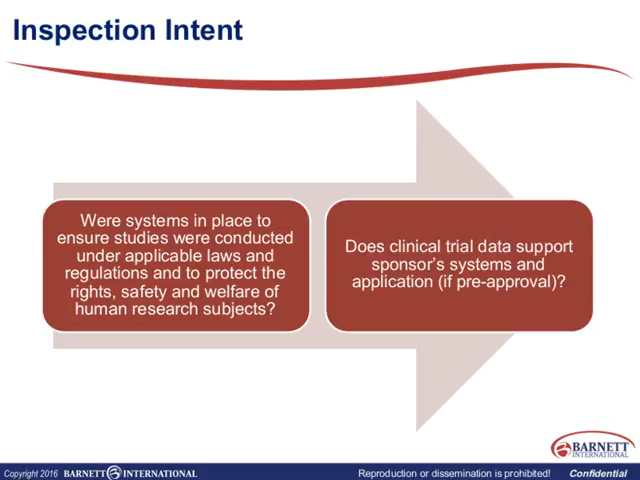 Inspection Intent
Were systems in place to
ensure studies were conducted
under applicable laws and
regulations and to protect the
rights, safety and welfare of
human research subjects?
Does clinical trial data support
sponsor’s systems and
application (if pre-approval)?
BARNETT
INTERNATIONAL
Copyright 2016 BARNETT INTERNATIONAL Reproduction or dissemination is prohibited! Confidential